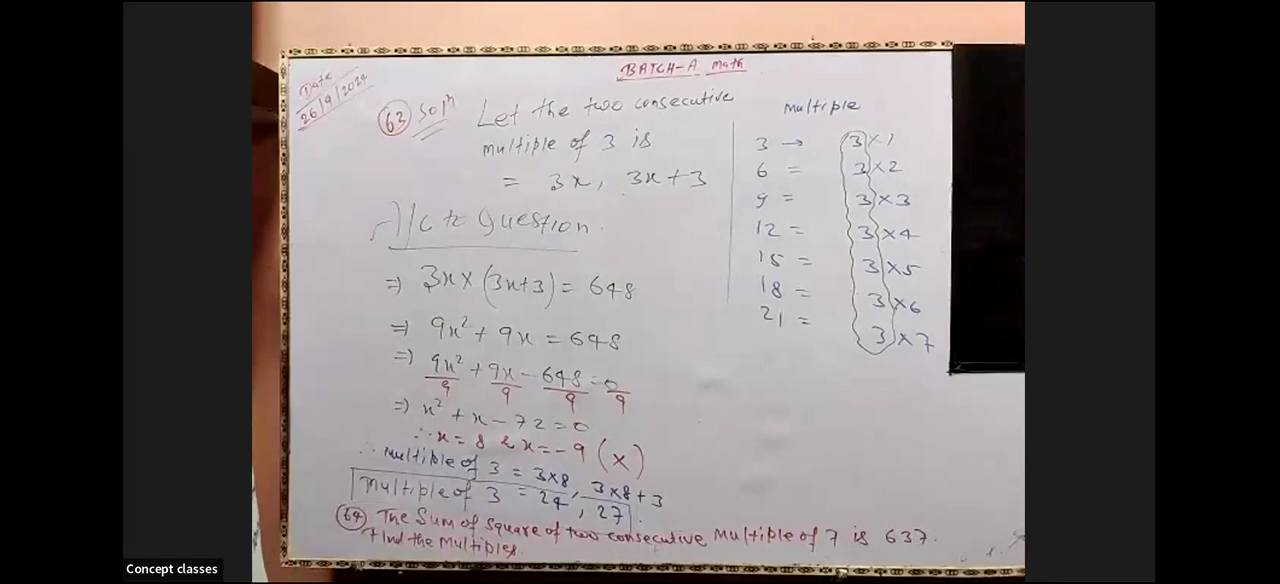 BATCH-A Math
Date
26/9/2024
63 Solⁿ Let the two consecutive
multiple of 3 is
= 3x, 3x+3
A/c to Question.
⇒ 3x × (3x+3) = 648
⇒ 9x² + 9x = 648
⇒ 9x²/9 + 9x/9 - 648/9 = 0/9
⇒ x² + x - 72 = 0
∴ x = 8 & x = -9 (×)
∴ multiple of 3 = 3×8, 3×8+3
multiple of 3 = 24, 27.
multiple
3 → 3×1
6 = 3×2
9 = 3×3
12 = 3×4
15 = 3×5
18 = 3×6
21 = 3×7
64 The Sum of square of two consecutive multiple of 7 is 637.
Find the multiples.
Concept classes